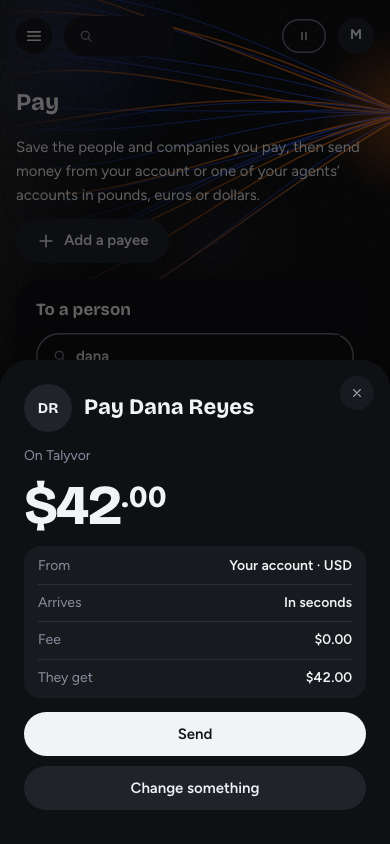 M
Pay
Save the people and companies you pay, then send
money from your account or one of your agents'
accounts in pounds, euros or dollars.
Add a payee
To a person
dana
DR
Pay Dana Reyes
On Talyvor
$42.00
From Your account · USD
Arrives In seconds
Fee $0.00
They get $42.00
Send
Change something